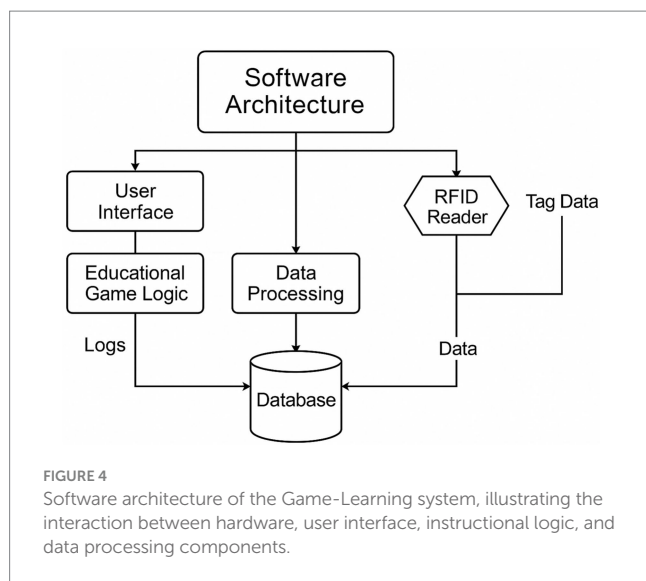 Software
Architecture
User
Interface
RFID
Reader
Tag Data
Educational
Game Logic
Data
Processing
Logs
Data
Database
FIGURE 4
Software architecture of the Game-Learning system, illustrating the
interaction between hardware, user interface, instructional logic, and
data processing components.